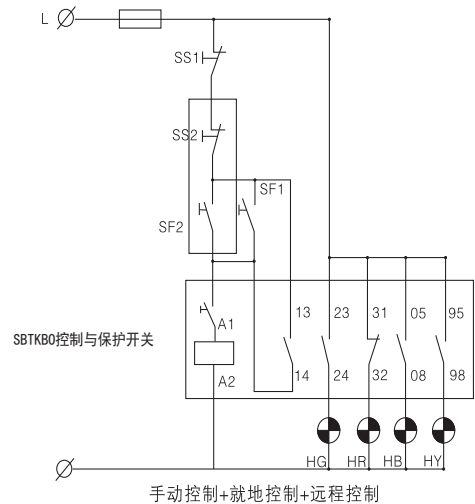 L
SS1
SS2
SF1
SF2
A1
13
23
31
05
95
SBTKB0控制与保护开关
A2
14
24
32
08
98
HG
HR
HB
HY
手动控制+就地控制+远程控制